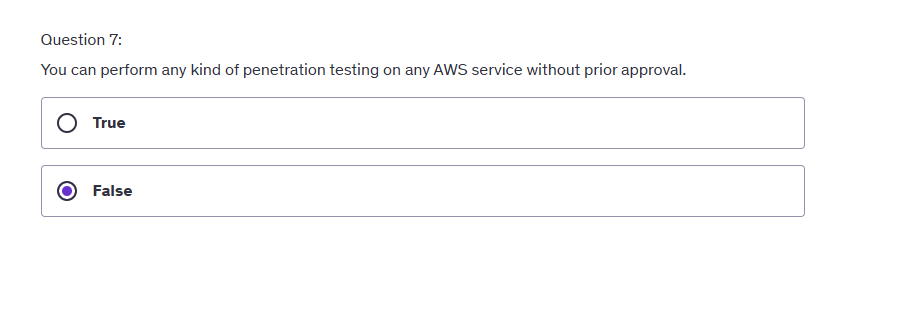 Question 7:
You can perform any kind of penetration testing on any AWS service without prior approval.
True
False